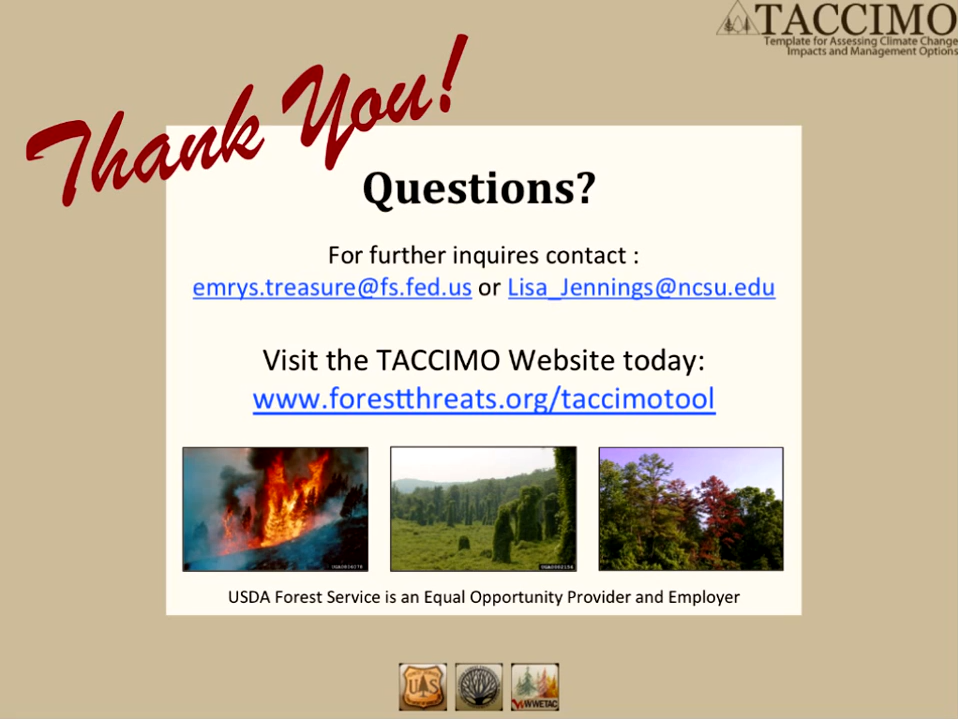 TACCIMO
Template for Assessing Climate Change
Impacts and Management Options
Thank You!
Questions?
For further inquires contact :
emrys.treasure@fs.fed.us or Lisa_Jennings@ncsu.edu
Visit the TACCIMO Website today:
www.forestthreats.org/taccimotool
USDA Forest Service is an Equal Opportunity Provider and Employer
U S
WWETAC